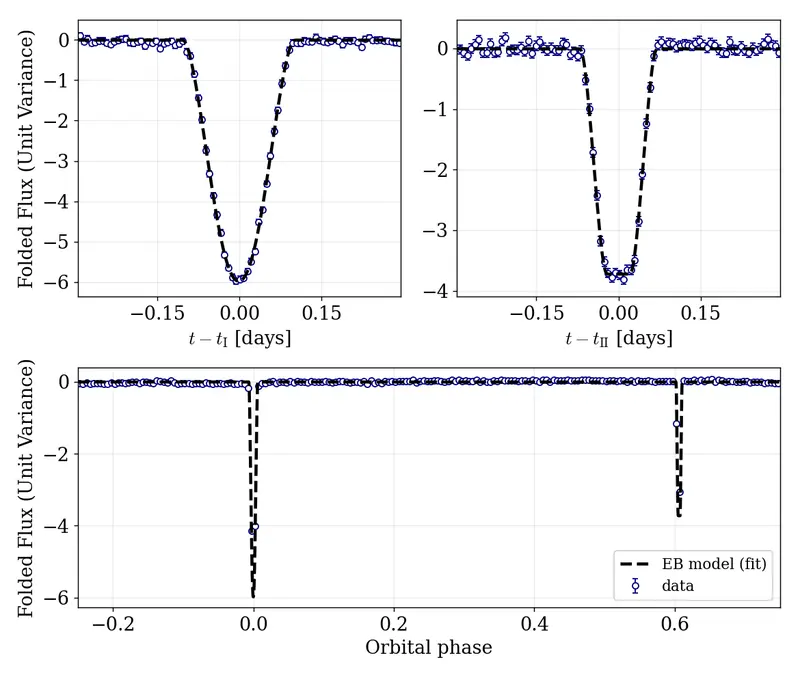 Folded Flux (Unit Variance)
0
−1
−2
−3
−4
−5
−6
−0.15 0.00 0.15
t − tI [days]
0
−1
−2
−3
−4
−0.15 0.00 0.15
t − tII [days]
Folded Flux (Unit Variance)
0
−2
−4
−6
EB model (fit)
data
−0.2 0.0 0.2 0.4 0.6
Orbital phase